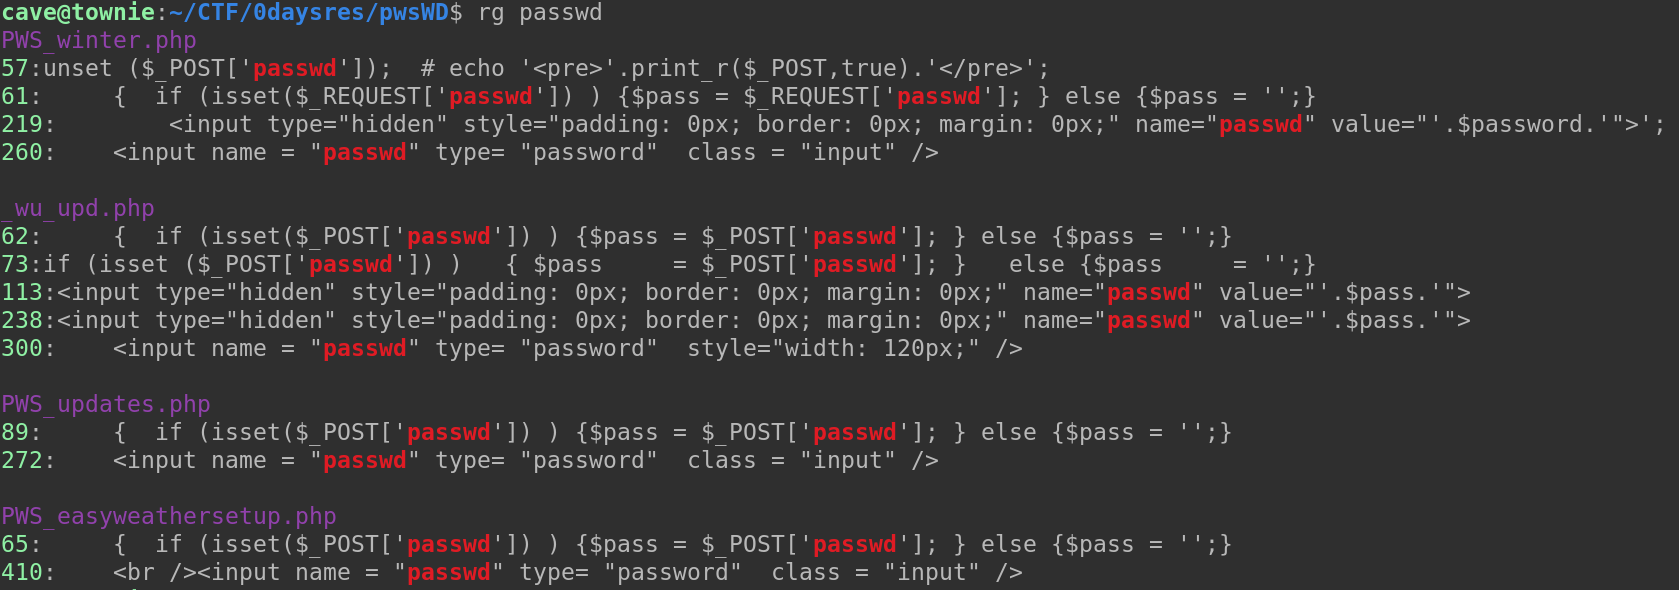 cave@townie:~/CTF/0daysres/pwsWD$ rg passwd
PWS_winter.php
57:unset ($_POST['passwd']);  # echo '<pre>'.print_r($_POST,true).'</pre>';
61:     {  if (isset($_REQUEST['passwd']) ) {$pass = $_REQUEST['passwd']; } else {$pass = '';}
219:        <input type="hidden" style="padding: 0px; border: 0px; margin: 0px;" name="passwd" value="'.$password.'">';
260:    <input name = "passwd" type= "password"  class = "input" />

_wu_upd.php
62:     {  if (isset($_POST['passwd']) ) {$pass = $_POST['passwd']; } else {$pass = '';}
73:if (isset ($_POST['passwd']) )   { $pass     = $_POST['passwd']; }   else {$pass     = '';}
113:<input type="hidden" style="padding: 0px; border: 0px; margin: 0px;" name="passwd" value="'.$pass.'">
238:<input type="hidden" style="padding: 0px; border: 0px; margin: 0px;" name="passwd" value="'.$pass.'">
300:    <input name = "passwd" type= "password"  style="width: 120px;" />

PWS_updates.php
89:     {  if (isset($_POST['passwd']) ) {$pass = $_POST['passwd']; } else {$pass = '';}
272:    <input name = "passwd" type= "password"  class = "input" />

PWS_easyweathersetup.php
65:     {  if (isset($_POST['passwd']) ) {$pass = $_POST['passwd']; } else {$pass = '';}
410:    <br /><input name = "passwd" type= "password"  class = "input" />